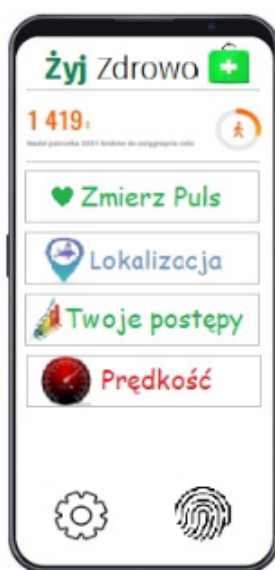 Żyj Zdrowo
1 419
Zmierz Puls
Lokalizacja
Twoje postępy
Prędkość